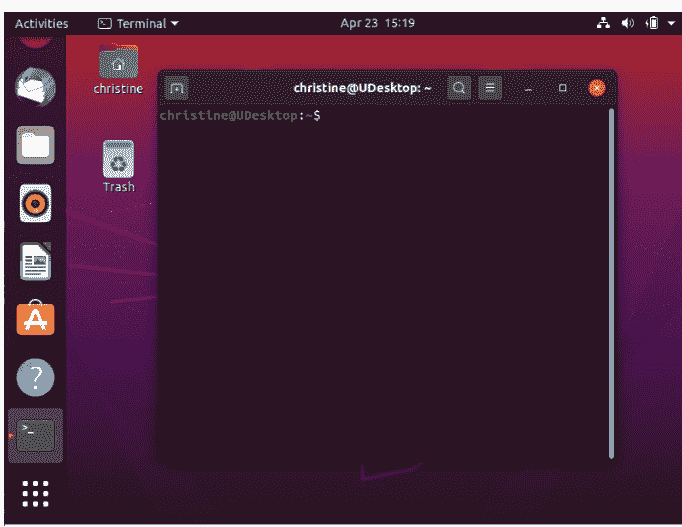 Activities Terminal Apr 23 15:19
christine
christine@UDesktop: ~
christine@UDesktop:~$
Trash